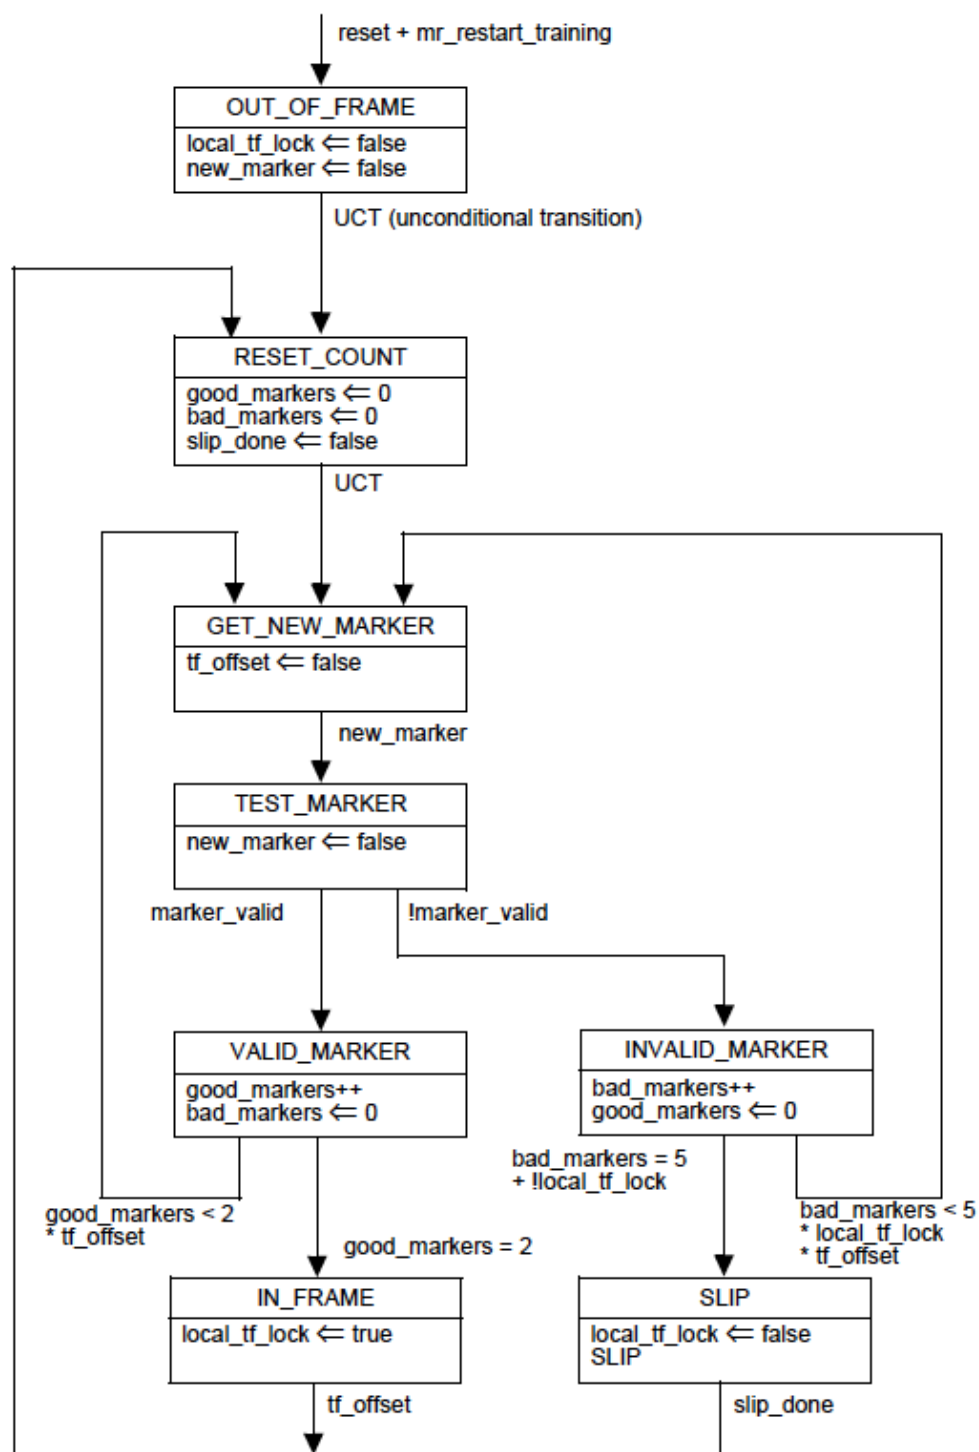 reset + mr_restart_training
OUT_OF_FRAME
local_tf_lock ⇐ false
new_marker ⇐ false
UCT (unconditional transition)
RESET_COUNT
good_markers ⇐ 0
bad_markers ⇐ 0
slip_done ⇐ false
UCT
GET_NEW_MARKER
tf_offset ⇐ false
new_marker
TEST_MARKER
new_marker ⇐ false
marker_valid
!marker_valid
VALID_MARKER
good_markers++
bad_markers ⇐ 0
INVALID_MARKER
bad_markers++
good_markers ⇐ 0
good_markers < 2
* tf_offset
good_markers = 2
bad_markers = 5
+ !local_tf_lock
bad_markers < 5
* local_tf_lock
* tf_offset
IN_FRAME
local_tf_lock ⇐ true
tf_offset
SLIP
local_tf_lock ⇐ false
SLIP
slip_done